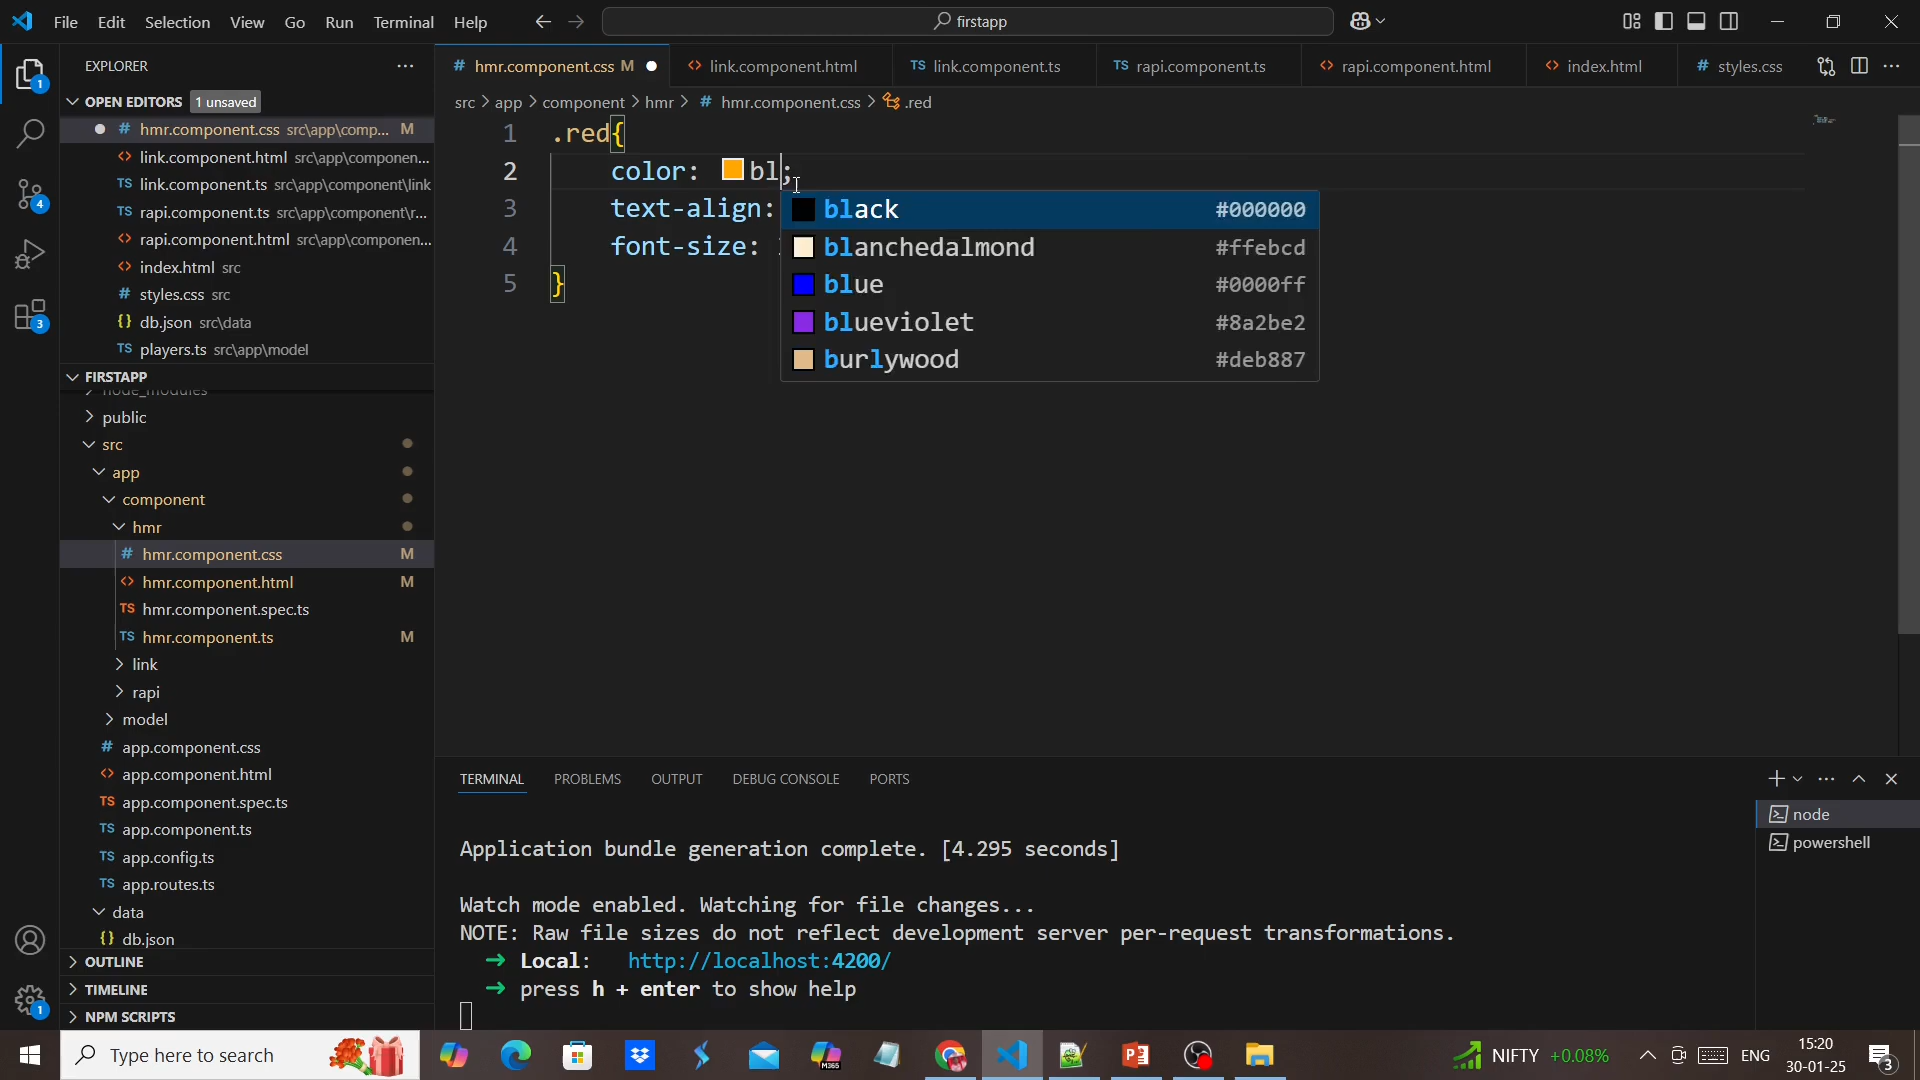 File Edit Selection View Go Run Terminal Help
firstapp
EXPLORER
OPEN EDITORS 1 unsaved
hmr.component.css src\app\comp... M
link.component.html src\app\componen...
link.component.ts src\app\component\link
rapi.component.ts src\app\component\r...
rapi.component.html src\app\component...
index.html src
styles.css src
db.json src\data
players.ts src\app\model
FIRSTAPP
node_modules
public
src
app
component
hmr
hmr.component.css M
hmr.component.html M
hmr.component.spec.ts
hmr.component.ts M
link
rapi
model
app.component.css
app.component.html
app.component.spec.ts
app.component.ts
app.config.ts
app.routes.ts
data
db.json
OUTLINE
TIMELINE
NPM SCRIPTS
1
4
3
1
hmr.component.css M link.component.html link.component.ts rapi.component.ts rapi.component.html index.html styles.css
src > app > component > hmr > # hmr.component.css > .red
1 .red{
2 color: bl;
3 text-align:
4 font-size:
5 }
black #000000
blanchedalmond #ffebcd
blue #0000ff
blueviolet #8a2be2
burlywood #deb887
TERMINAL PROBLEMS OUTPUT DEBUG CONSOLE PORTS
node
powershell
Application bundle generation complete. [4.295 seconds]
Watch mode enabled. Watching for file changes...
NOTE: Raw file sizes do not reflect development server per-request transformations.
➜ Local: http://localhost:4200/
➜ press h + enter to show help
Type here to search
M365
NIFTY +0.08%
ENG
15:20
30-01-25
3